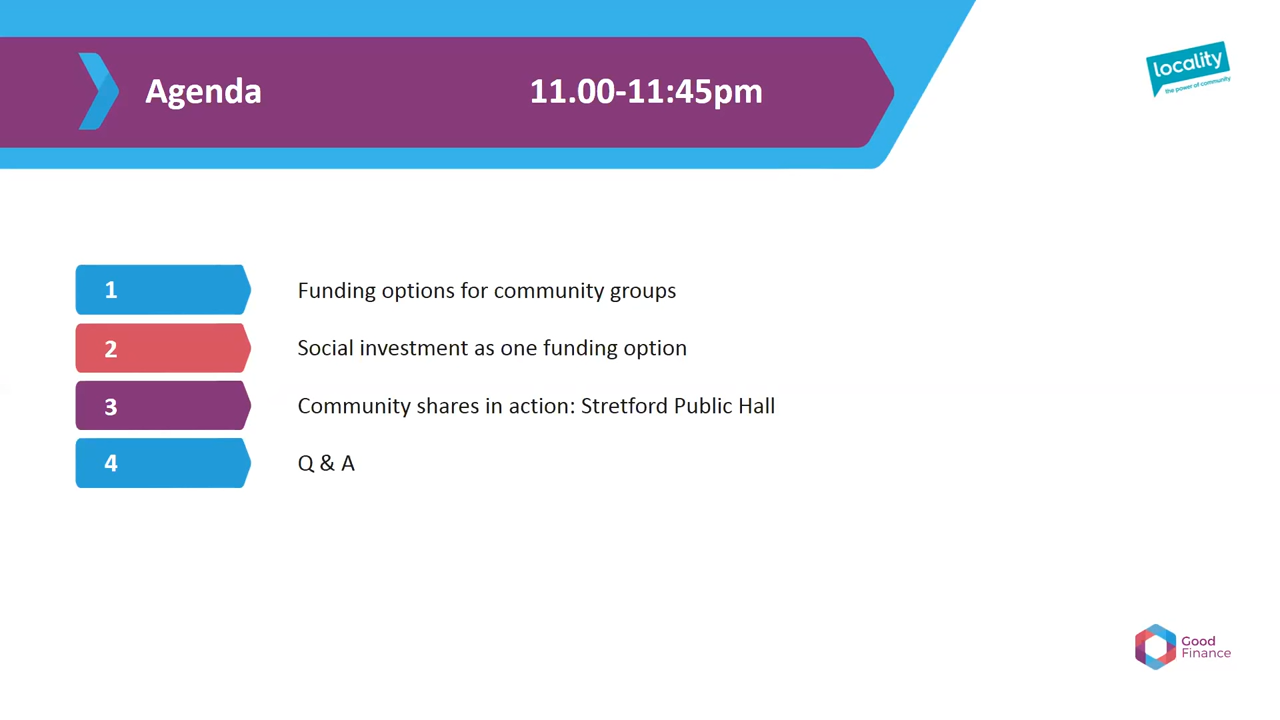 Agenda 11.00-11:45pm
locality
the power of community
1 Funding options for community groups
2 Social investment as one funding option
3 Community shares in action: Stretford Public Hall
4 Q & A
Good
Finance